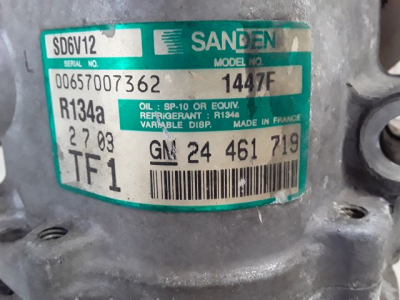 SD6V12
SANDEN
SERIAL NO.
MODEL NO.
00657007362
1447F
R134a
OIL : SP-10 OR EQUIV.
REFRIGERANT : R134a
VARIABLE DISP. MADE IN FRANCE
2 7 03
TF1
GM 24 461 719